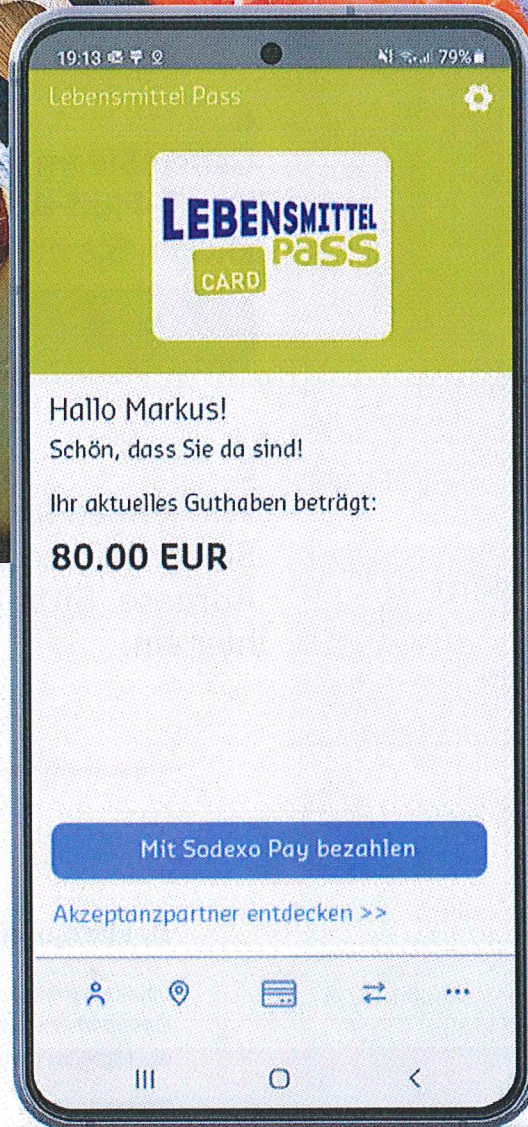 19:13
79%
Lebensmittel Pass
LEBENSMITTEL
Pass
CARD
Hallo Markus!
Schön, dass Sie da sind!
Ihr aktuelles Guthaben beträgt:
80.00 EUR
Mit Sodexo Pay bezahlen
Akzeptanzpartner entdecken >>